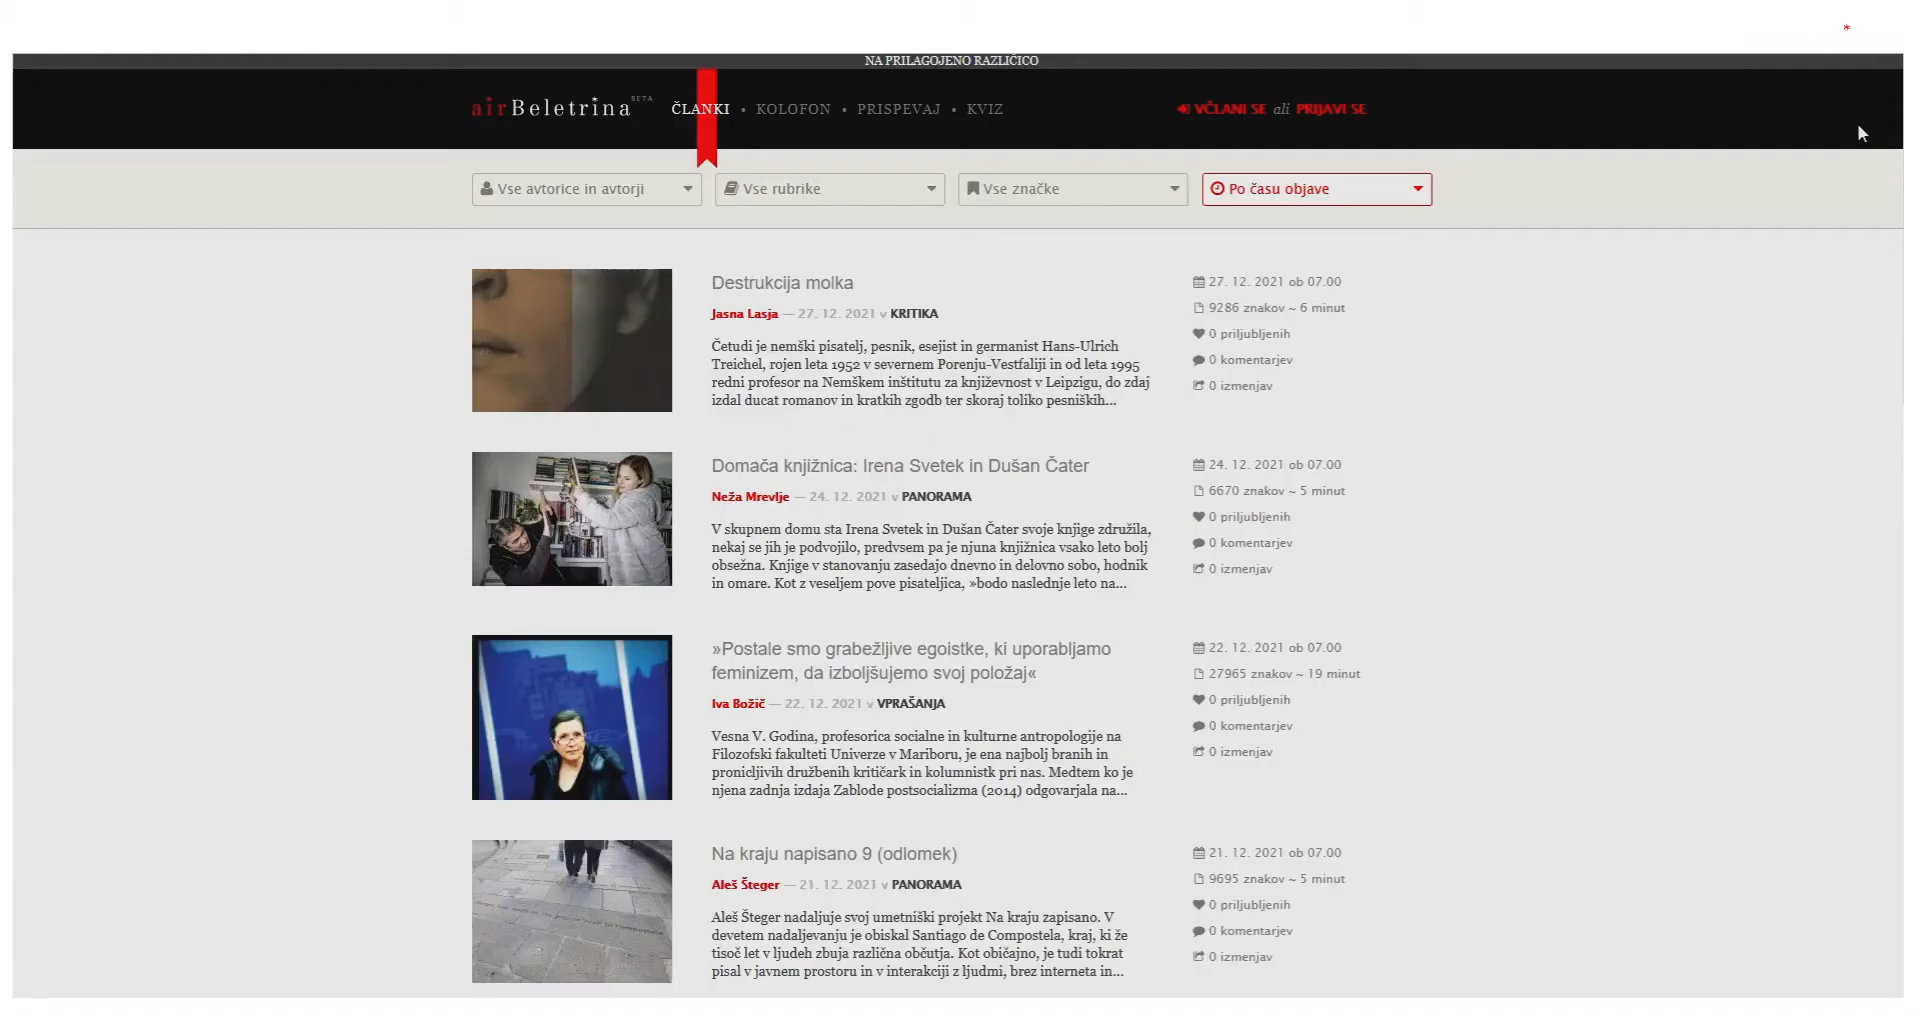 *
NA PRILAGOJENO RAZLIČICO
airBeletrina BETA ČLANKI • KOLOFON • PRISPEVAJ • KVIZ VČLANI SE ali PRIJAVI SE
Vse avtorice in avtorji Vse rubrike Vse značke Po času objave
Destrukcija molka
Jasna Lasja — 27. 12. 2021 v KRITIKA
Četudi je nemški pisatelj, pesnik, esejist in germanist Hans-Ulrich
Treichel, rojen leta 1952 v severnem Porenju-Vestfaliji in od leta 1995
redni profesor na Nemškem inštitutu za književnost v Leipzigu, do zdaj
izdal ducat romanov in kratkih zgodb ter skoraj toliko pesniških...
27. 12. 2021 ob 07.00
9286 znakov ~ 6 minut
0 priljubljenih
0 komentarjev
0 izmenjav
Domača knjižnica: Irena Svetek in Dušan Čater
Neža Mrevlje — 24. 12. 2021 v PANORAMA
V skupnem domu sta Irena Svetek in Dušan Čater svoje knjige združila,
nekaj se jih je podvojilo, predvsem pa je njuna knjižnica vsako leto bolj
obsežna. Knjige v stanovanju zasedajo dnevno in delovno sobo, hodnik
in omare. Kot z veseljem pove pisateljica, »bodo naslednje leto na...
24. 12. 2021 ob 07.00
6670 znakov ~ 5 minut
0 priljubljenih
0 komentarjev
0 izmenjav
»Postale smo grabežljive egoistke, ki uporabljamo
feminizem, da izboljšujemo svoj položaj«
Iva Božič — 22. 12. 2021 v VPRAŠANJA
Vesna V. Godina, profesorica socialne in kulturne antropologije na
Filozofski fakulteti Univerze v Mariboru, je ena najbolj branih in
pronicljivih družbenih kritičark in kolumnistk pri nas. Medtem ko je
njena zadnja izdaja Zablode postsocializma (2014) odgovarjala na...
22. 12. 2021 ob 07.00
27965 znakov ~ 19 minut
0 priljubljenih
0 komentarjev
0 izmenjav
Na kraju napisano 9 (odlomek)
Aleš Šteger — 21. 12. 2021 v PANORAMA
Aleš Šteger nadaljuje svoj umetniški projekt Na kraju zapisano. V
devetem nadaljevanju je obiskal Santiago de Compostela, kraj, ki že
tisoč let v ljudeh zbuja različna občutja. Kot običajno, je tudi tokrat
pisal v javnem prostoru in v interakciji z ljudmi, brez interneta in...
21. 12. 2021 ob 07.00
9695 znakov ~ 5 minut
0 priljubljenih
0 komentarjev
0 izmenjav